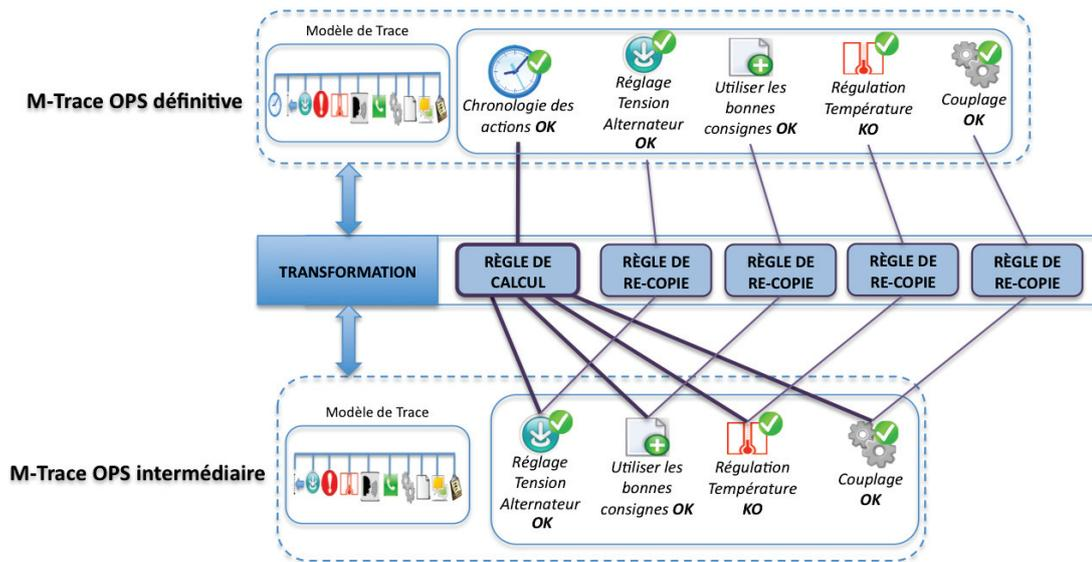 Modèle de Trace
M-Trace OPS définitive
Chronologie des
actions OK
Réglage
Tension
Alternateur
OK
Utiliser les
bonnes
consignes OK
Régulation
Température
KO
Couplage
OK
TRANSFORMATION
RÈGLE DE
CALCUL
RÈGLE DE
RE-COPIE
RÈGLE DE
RE-COPIE
RÈGLE DE
RE-COPIE
RÈGLE DE
RE-COPIE
Modèle de Trace
M-Trace OPS intermédiaire
Réglage
Tension
Alternateur
OK
Utiliser les
bonnes
consignes OK
Régulation
Température
KO
Couplage
OK